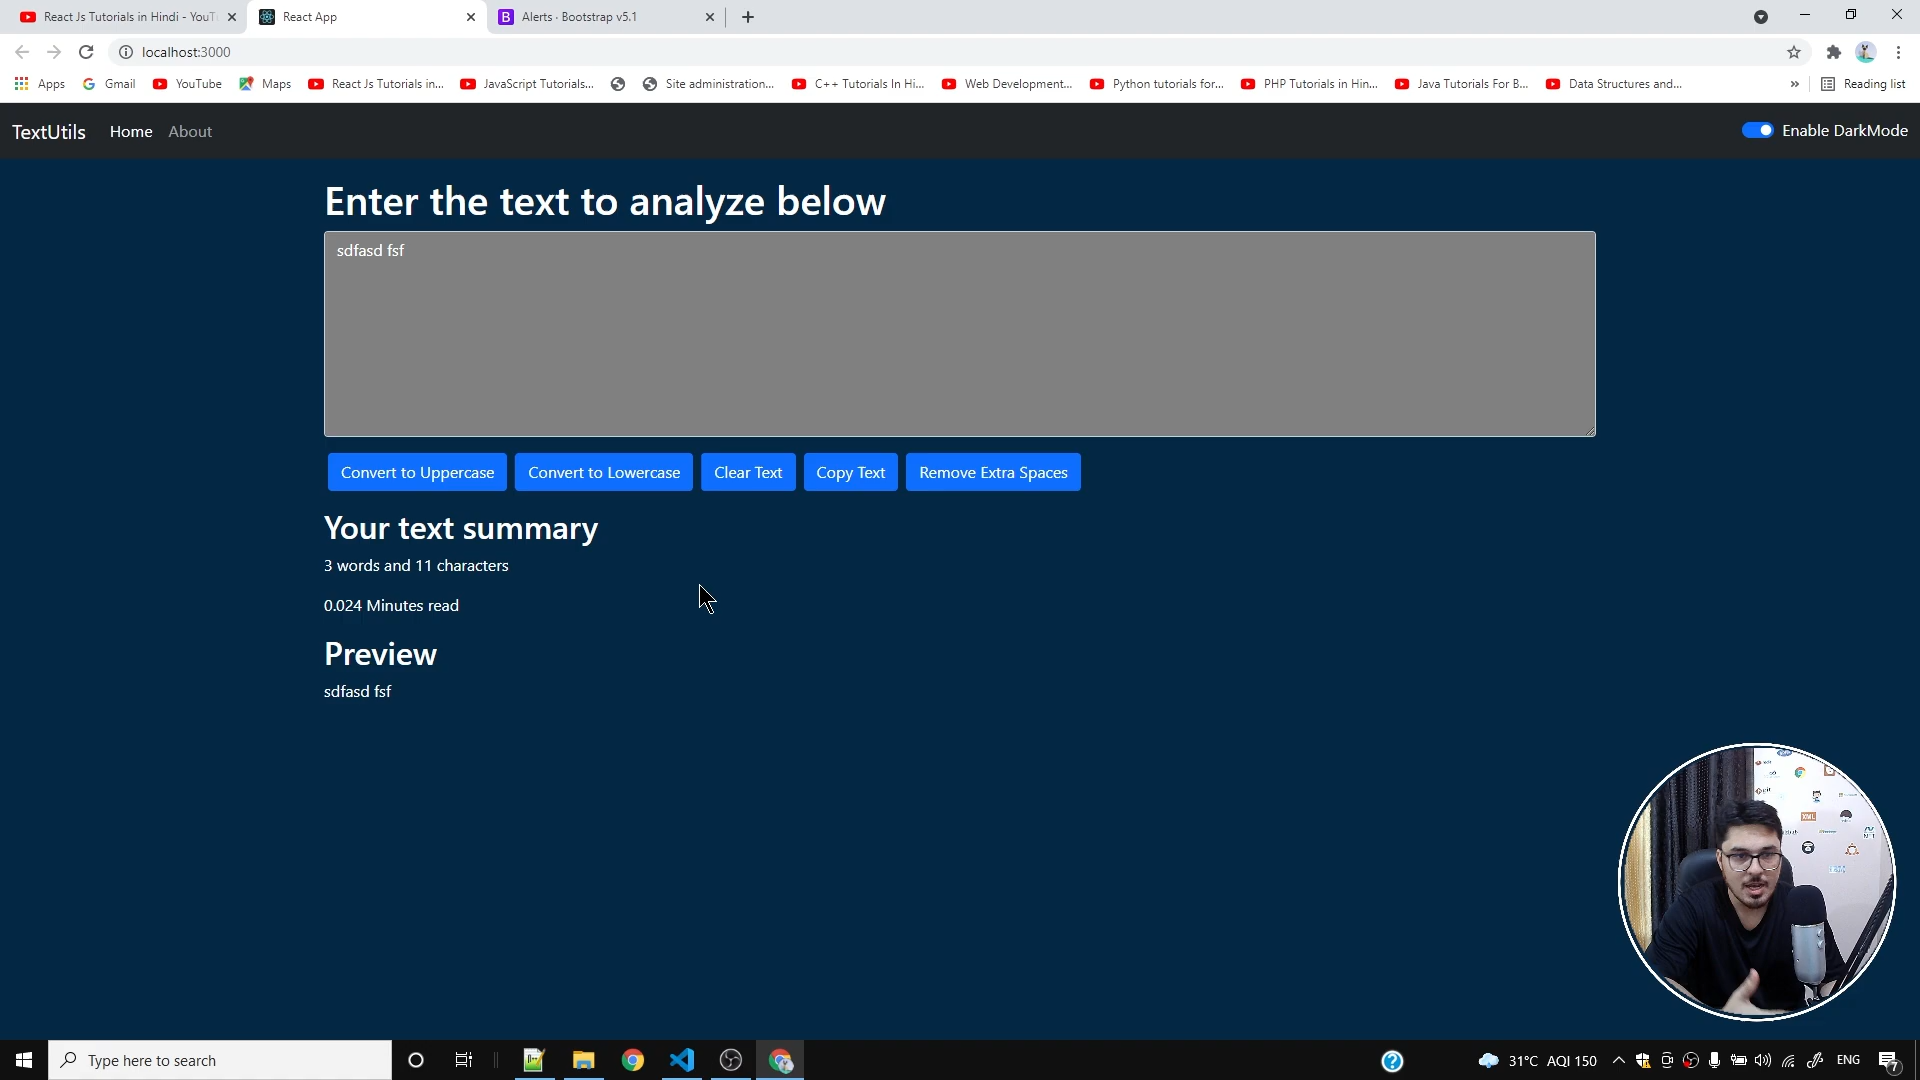 React Js Tutorials in Hindi - YouT
React App
Alerts · Bootstrap v5.1
localhost:3000
Apps
Gmail
YouTube
Maps
React Js Tutorials in...
JavaScript Tutorials...
Site administration...
C++ Tutorials In Hi...
Web Development...
Python tutorials for...
PHP Tutorials in Hin...
Java Tutorials For B...
Data Structures and...
»
Reading list
TextUtils
Home
About
Enable DarkMode
Enter the text to analyze below
sdfasd fsf
Convert to Uppercase
Convert to Lowercase
Clear Text
Copy Text
Remove Extra Spaces
Your text summary
3 words and 11 characters
0.024 Minutes read
Preview
sdfasd fsf
XML
git
Type here to search
31°C AQI 150
ENG
7